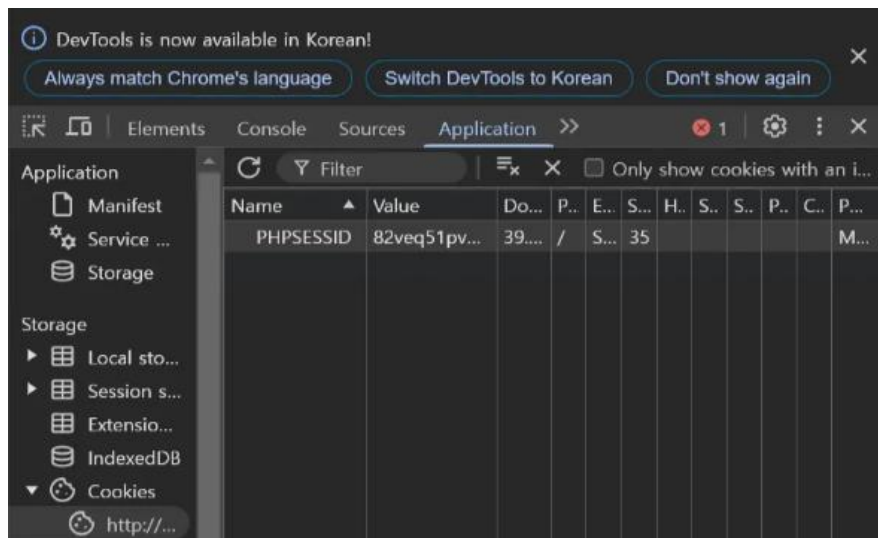 DevTools is now available in Korean!
Always match Chrome's language Switch DevTools to Korean Don't show again
Elements Console Sources Application 1
Application
Filter
Only show cookies with an i...
Manifest
Service ...
Storage
Name Value Do... P... E... S... H... S... S... P... C... P...
PHPSESSID 82veq51pv... 39.... / S... 35 M...
Storage
Local sto...
Session s...
Extensio...
IndexedDB
Cookies
http://...